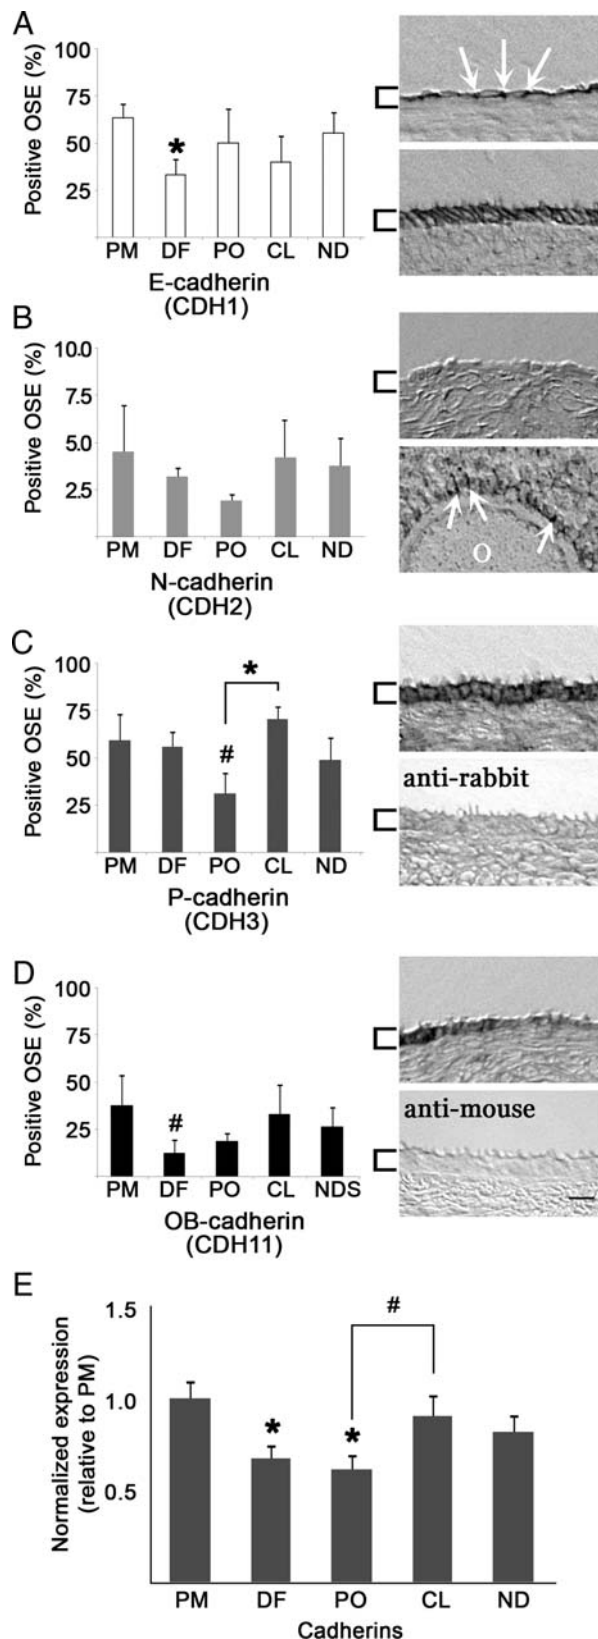 A
Positive OSE (%)
100
75
50
25
PM DF PO CL ND
*
E-cadherin
(CDH1)
B
Positive OSE (%)
10.0
5.0
2.5
PM DF PO CL ND
N-cadherin
(CDH2)
O
C
Positive OSE (%)
100
75
50
25
*
#
PM DF PO CL ND
P-cadherin
(CDH3)
anti-rabbit
D
Positive OSE (%)
100
75
50
25
#
PM DF PO CL NDS
OB-cadherin
(CDH11)
anti-mouse
E
Normalized expression
(relative to PM)
1.5
1.0
0.5
#
* *
PM DF PO CL ND
Cadherins